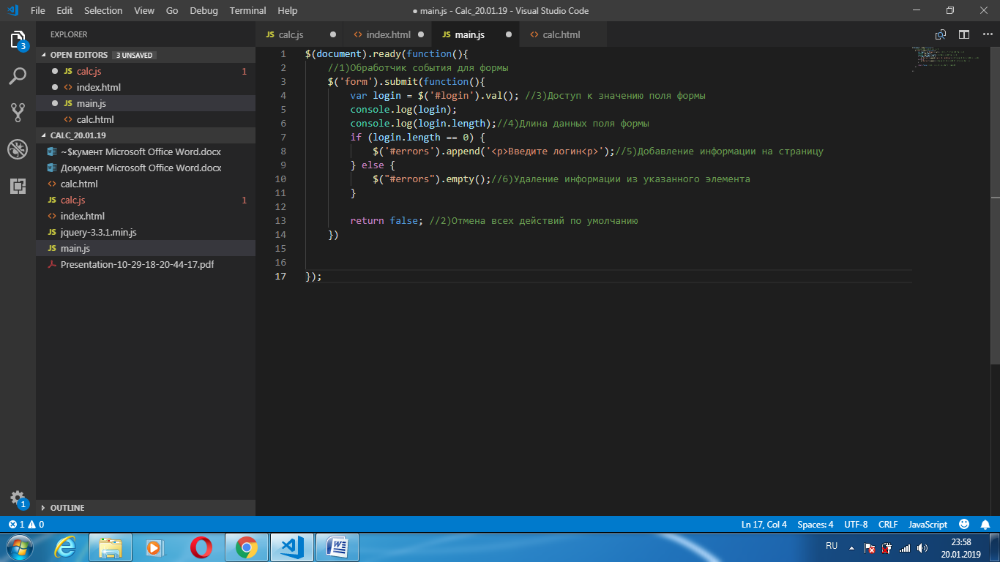 File Edit Selection View Go Debug Terminal Help
● main.js - Calc_20.01.19 - Visual Studio Code
EXPLORER
OPEN EDITORS 3 UNSAVED
JS calc.js 1
<> index.html
JS main.js
<> calc.html
CALC_20.01.19
~$кумент Microsoft Office Word.docx
Документ Microsoft Office Word.docx
<> calc.html
JS calc.js 1
<> index.html
JS jquery-3.3.1.min.js
JS main.js
Presentation-10-29-18-20-44-17.pdf
OUTLINE
JS calc.js <> index.html JS main.js <> calc.html
1 $(document).ready(function(){
2 //1)Обработчик события для формы
3 $('form').submit(function(){
4 var login = $('#login').val(); //3)Доступ к значению поля формы
5 console.log(login);
6 console.log(login.length);//4)Длина данных поля формы
7 if (login.length == 0) {
8 $('#errors').append('<p>Введите логин<p>');//5)Добавление информации на страницу
9 } else {
10 $("#errors").empty();//6)Удаление информации из указанного элемента
11 }
12
13 return false; //2)Отмена всех действий по умолчанию
14 })
15
16
17 });
3
1
1 0
Ln 17, Col 4 Spaces: 4 UTF-8 CRLF JavaScript
RU
23:58
20.01.2019